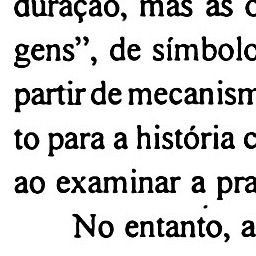 duração, mas as
gens”, de símbolo
partir de mecanism
to para a história
ao examinar a pra
No entanto, a